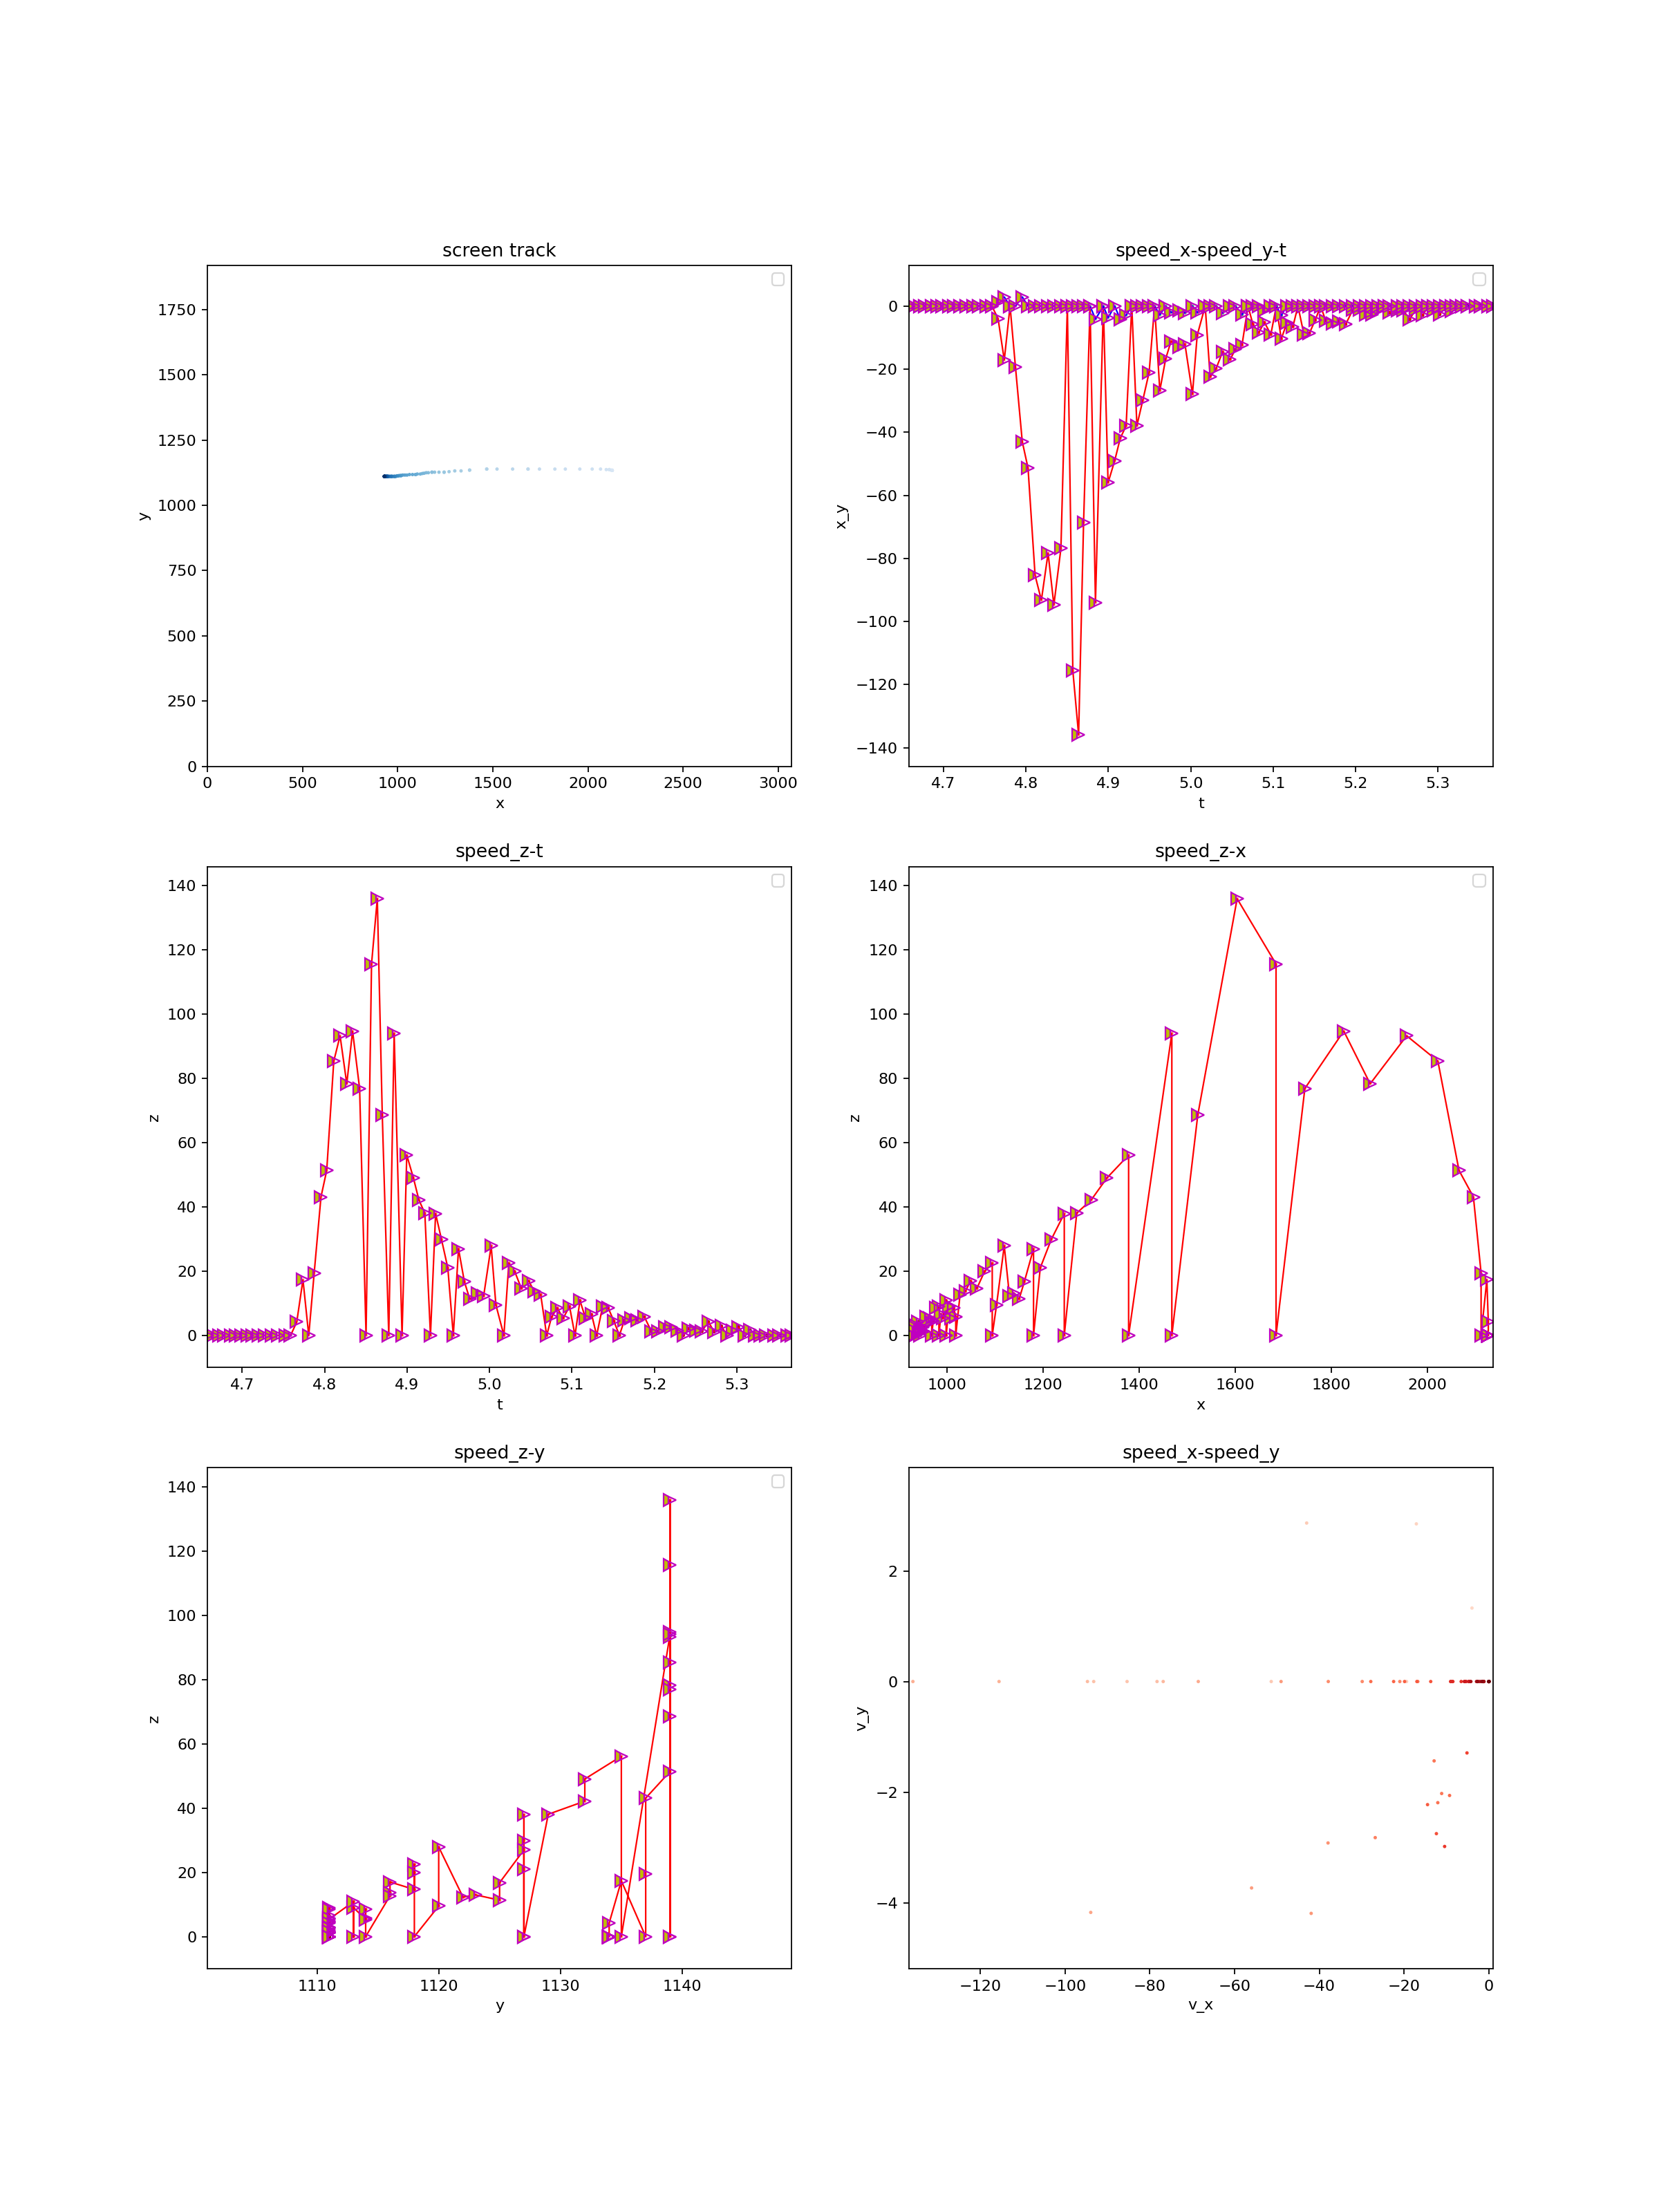 screen track
1750
1500
1250
1000
750
500
250
0
y
0 500 1000 1500 2000 2500 3000
x
speed_x-speed_y-t
0
−20
−40
−60
−80
−100
−120
−140
x_y
4.7 4.8 4.9 5.0 5.1 5.2 5.3
t
speed_z-t
140
120
100
80
60
40
20
0
z
4.7 4.8 4.9 5.0 5.1 5.2 5.3
t
speed_z-x
140
120
100
80
60
40
20
0
z
1000 1200 1400 1600 1800 2000
x
speed_z-y
140
120
100
80
60
40
20
0
z
1110 1120 1130 1140
y
speed_x-speed_y
2
0
−2
−4
v_y
−120 −100 −80 −60 −40 −20 0
v_x